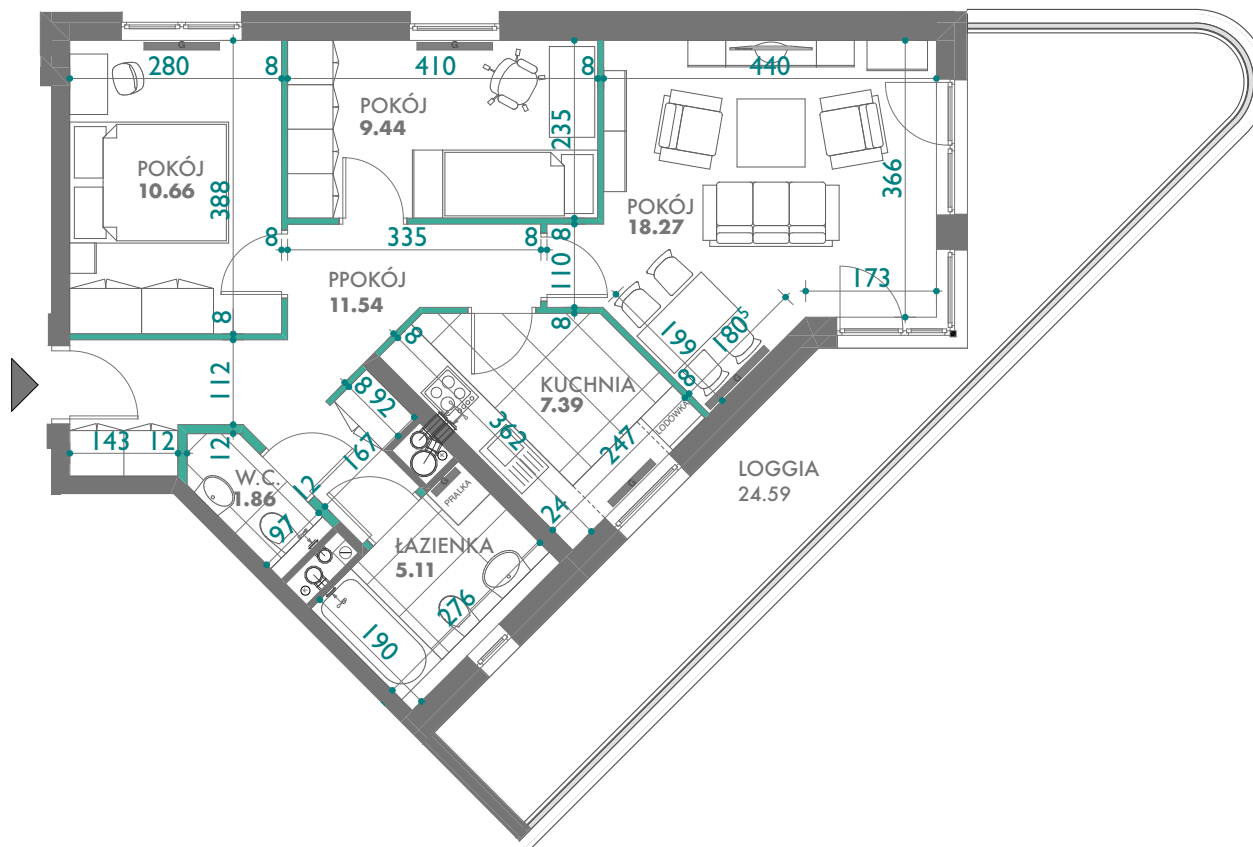 G
G
280
8
410
8
440
POKÓJ
9.44
235
POKÓJ
10.66
388
366
POKÓJ
18.27
8
335
8
8
110
PPOKÓJ
11.54
173
8
8
8
199
180⁵
112
8
92
KUCHNIA
7.39
8
G
LODÓWKA
143
12
12
167
362
247
W.C.
1.86
12
G
PRALKA
G
LOGGIA
24.59
97
24
ŁAZIENKA
5.11
276
190